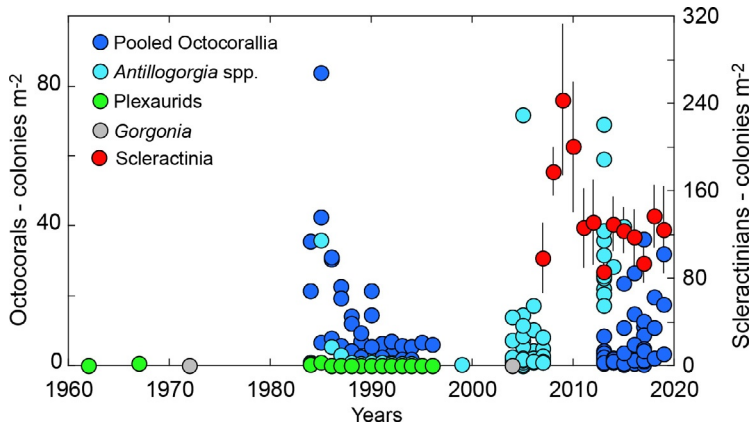 Octocorals - colonies m-2
80
40
0
Pooled Octocorallia
Antillogorgia spp.
Plexaurids
Gorgonia
Scleractinia
320
240
160
80
0
Scleractinians - colonies m-2
1960 1970 1980 1990 2000 2010 2020
Years